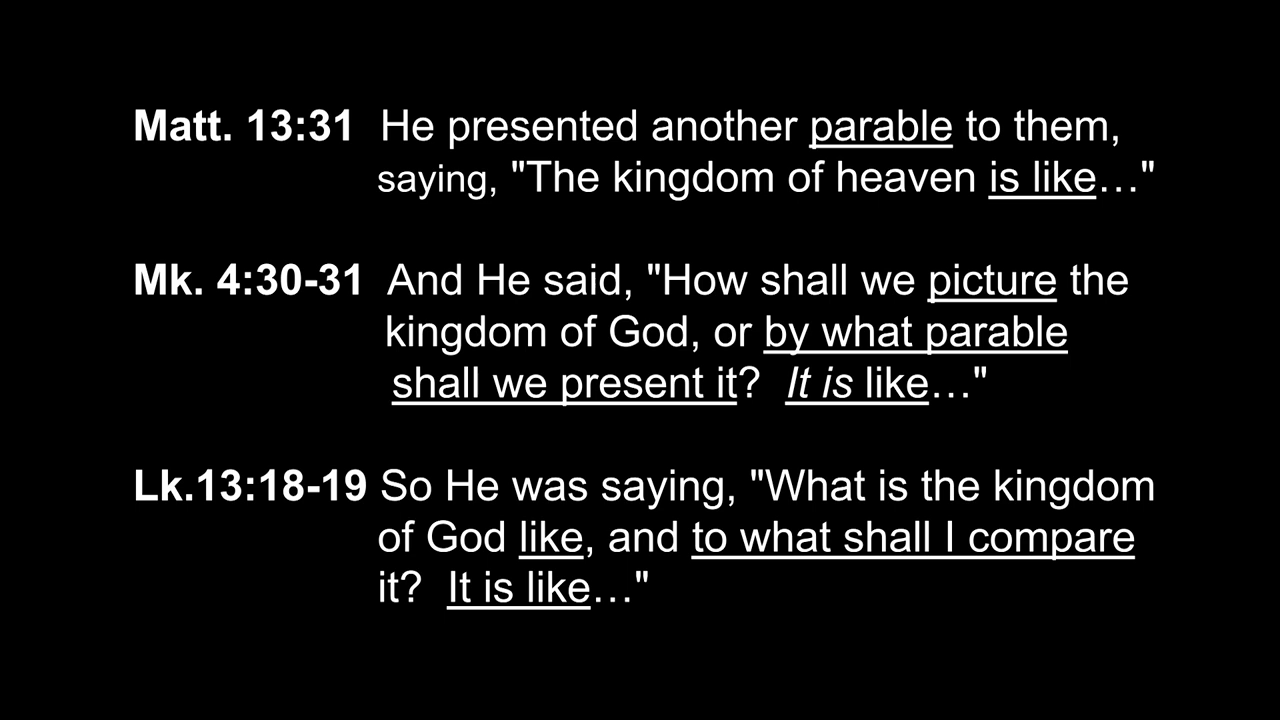 Matt. 13:31 He presented another parable to them,
saying, "The kingdom of heaven is like…"
Mk. 4:30-31 And He said, "How shall we picture the
kingdom of God, or by what parable
shall we present it? It is like…"
Lk.13:18-19 So He was saying, "What is the kingdom
of God like, and to what shall I compare
it? It is like…"